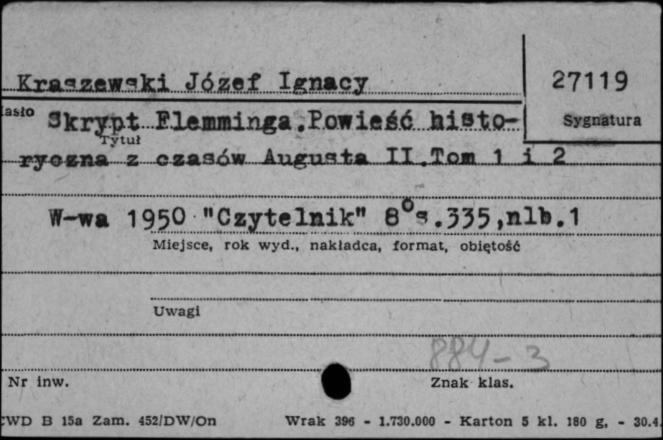 Kraszewski Józef Ignacy
27119
asło
Skrypt Flemminga.Powieść histo-
Sygnatura
Tytuł
ryczna z czasów Augusta II.Tom 1 i 2
W-wa 1950 "Czytelnik" 8°s.335,nlb.1
Miejsce, rok wyd., nakładca, format, objętość
Uwagi
884-3
Nr inw.
Znak klas.
CWD B 15a Zam. 452/DW/On Wrak 396 - 1.730.000 - Karton 5 kl. 180 g. - 30.4